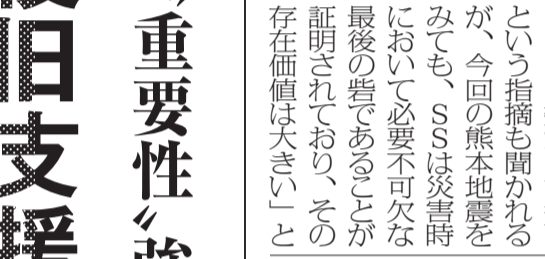 という指摘も聞かれる
が、今回の熊本地震を
みても、SSは災害時
において必要不可欠な
最後の砦であることが
証明されており、その
存在価値は大きい」と
重要性〟強
旧支援